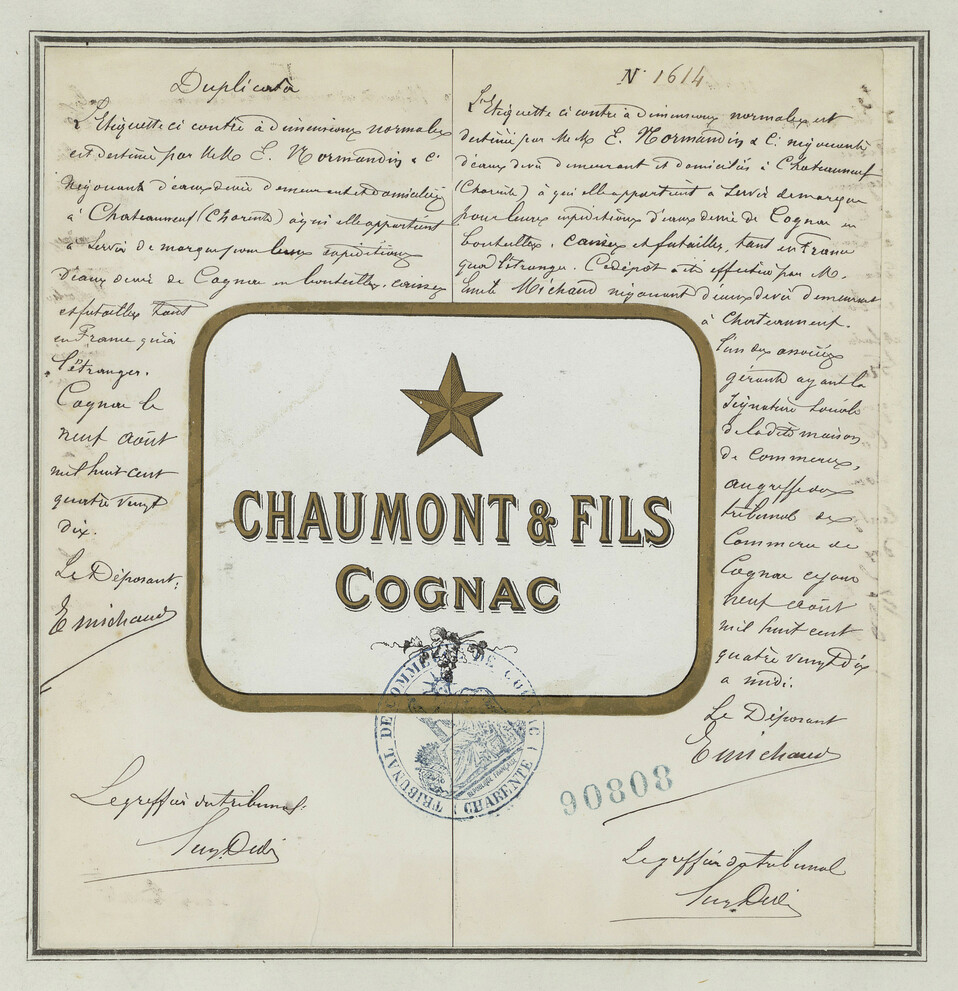 Duplicata
L'Etiquette ci contre à dimensions normales
est destinée par M.M. E. Normandin & Cie
négociants d'eaux de vie demeurant et domiciliés
à Chateauneuf (Charente) à qui elle appartient
à servir de marque pour leurs expéditions
d'eaux de vie de Cognac en bouteilles, caisses
et futailles tant
en France qu'à
l'étranger.
Cognac le
neuf Août
mil huit cent
quatre vingt
dix.
Le Déposant:
E michaud
Le greffier du tribunal
N° 1614
L'Etiquette ci contre à dimensions normales est
destinée par M.M. E. Normandin & Cie négociants
d'eaux de vie demeurant et domiciliés à Chateauneuf
(Charente) à qui elle appartient à servir de marque
pour leurs expéditions d'eaux de vie de Cognac en
bouteilles, caisses et futailles, tant en France
qu'à l'étranger. Ce dépôt a été effectué par M.
Emile Michaud négociant d'eaux de vie demeurant
à Chateauneuf.
l'un des associés
gérants ayant la
signature sociale
de la dite maison
de Commerce,
au greffe du
tribunal de
Commerce de
Cognac ce jour
neuf Août
mil huit cent
quatre vingt dix
a midi.
Le Déposant
E michaud
Le greffier du tribunal
CHAUMONT & FILS
COGNAC
TRIBUNAL DE COMMERCE DE COGNAC
(CHARENTE)
REPUBLIQUE FRANÇAISE
90808